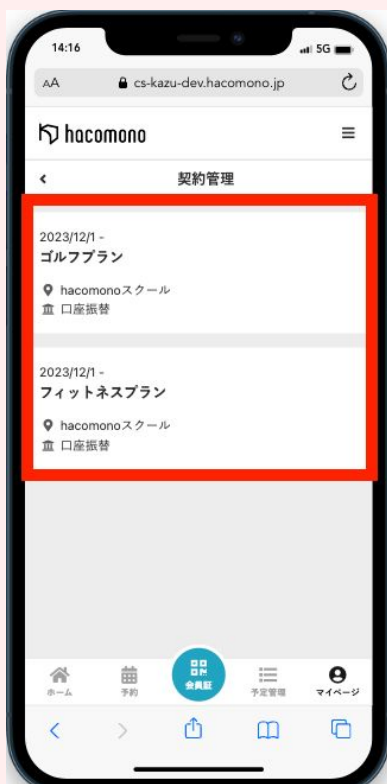 14:16
5G
AA
cs-kazu-dev.hacomono.jp
hacomono
契約管理
2023/12/1 -
ゴルフプラン
hacomonoスクール
口座振替
2023/12/1 -
フィットネスプラン
hacomonoスクール
口座振替
ホーム
予約
会員証
予定管理
マイページ